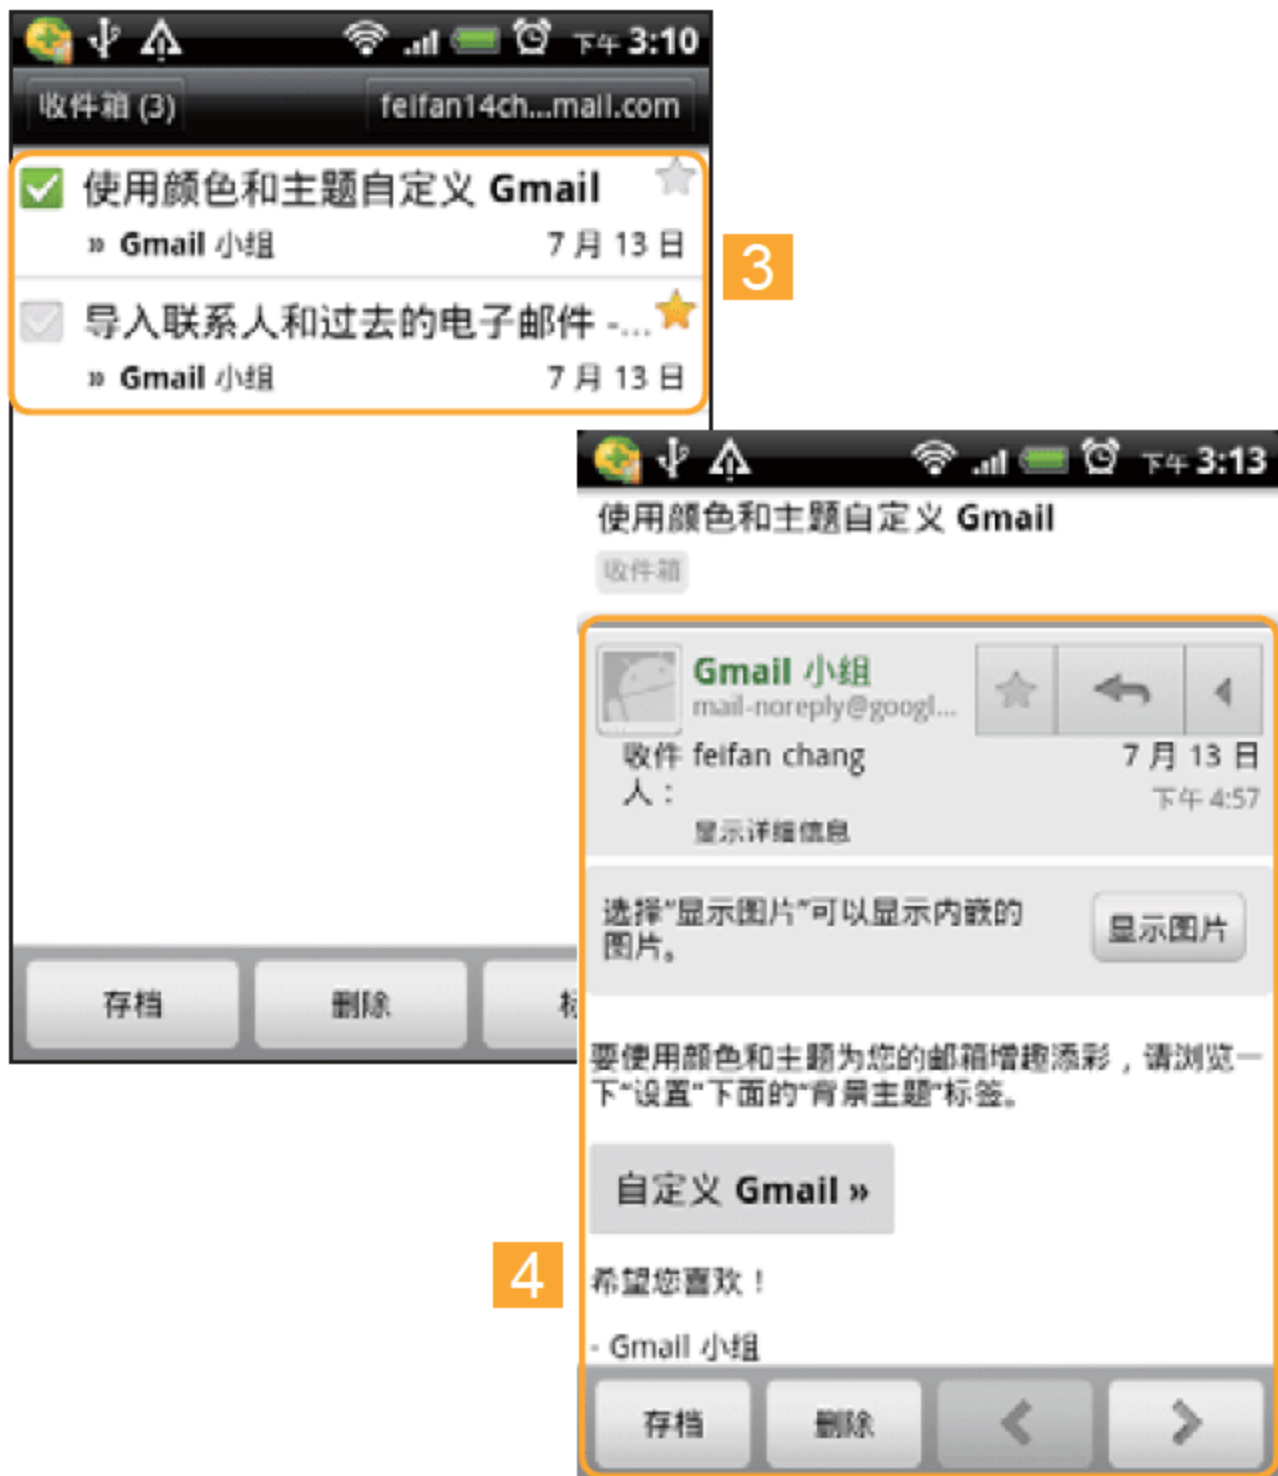 下午 3:10
收件箱 (3) feifan14ch...mail.com
使用颜色和主题自定义 Gmail
» Gmail 小组 7 月 13 日
3
导入联系人和过去的电子邮件 -...
» Gmail 小组 7 月 13 日
存档 删除
下午 3:13
使用颜色和主题自定义 Gmail
收件箱
Gmail 小组
mail-noreply@googl...
收件人： feifan chang 7 月 13 日
下午 4:57
显示详细信息
选择“显示图片”可以显示内嵌的
图片。
显示图片
要使用颜色和主题为您的邮箱增趣添彩，请浏览一
下“设置”下面的“背景主题”标签。
自定义 Gmail »
4
希望您喜欢！
- Gmail 小组
存档 删除